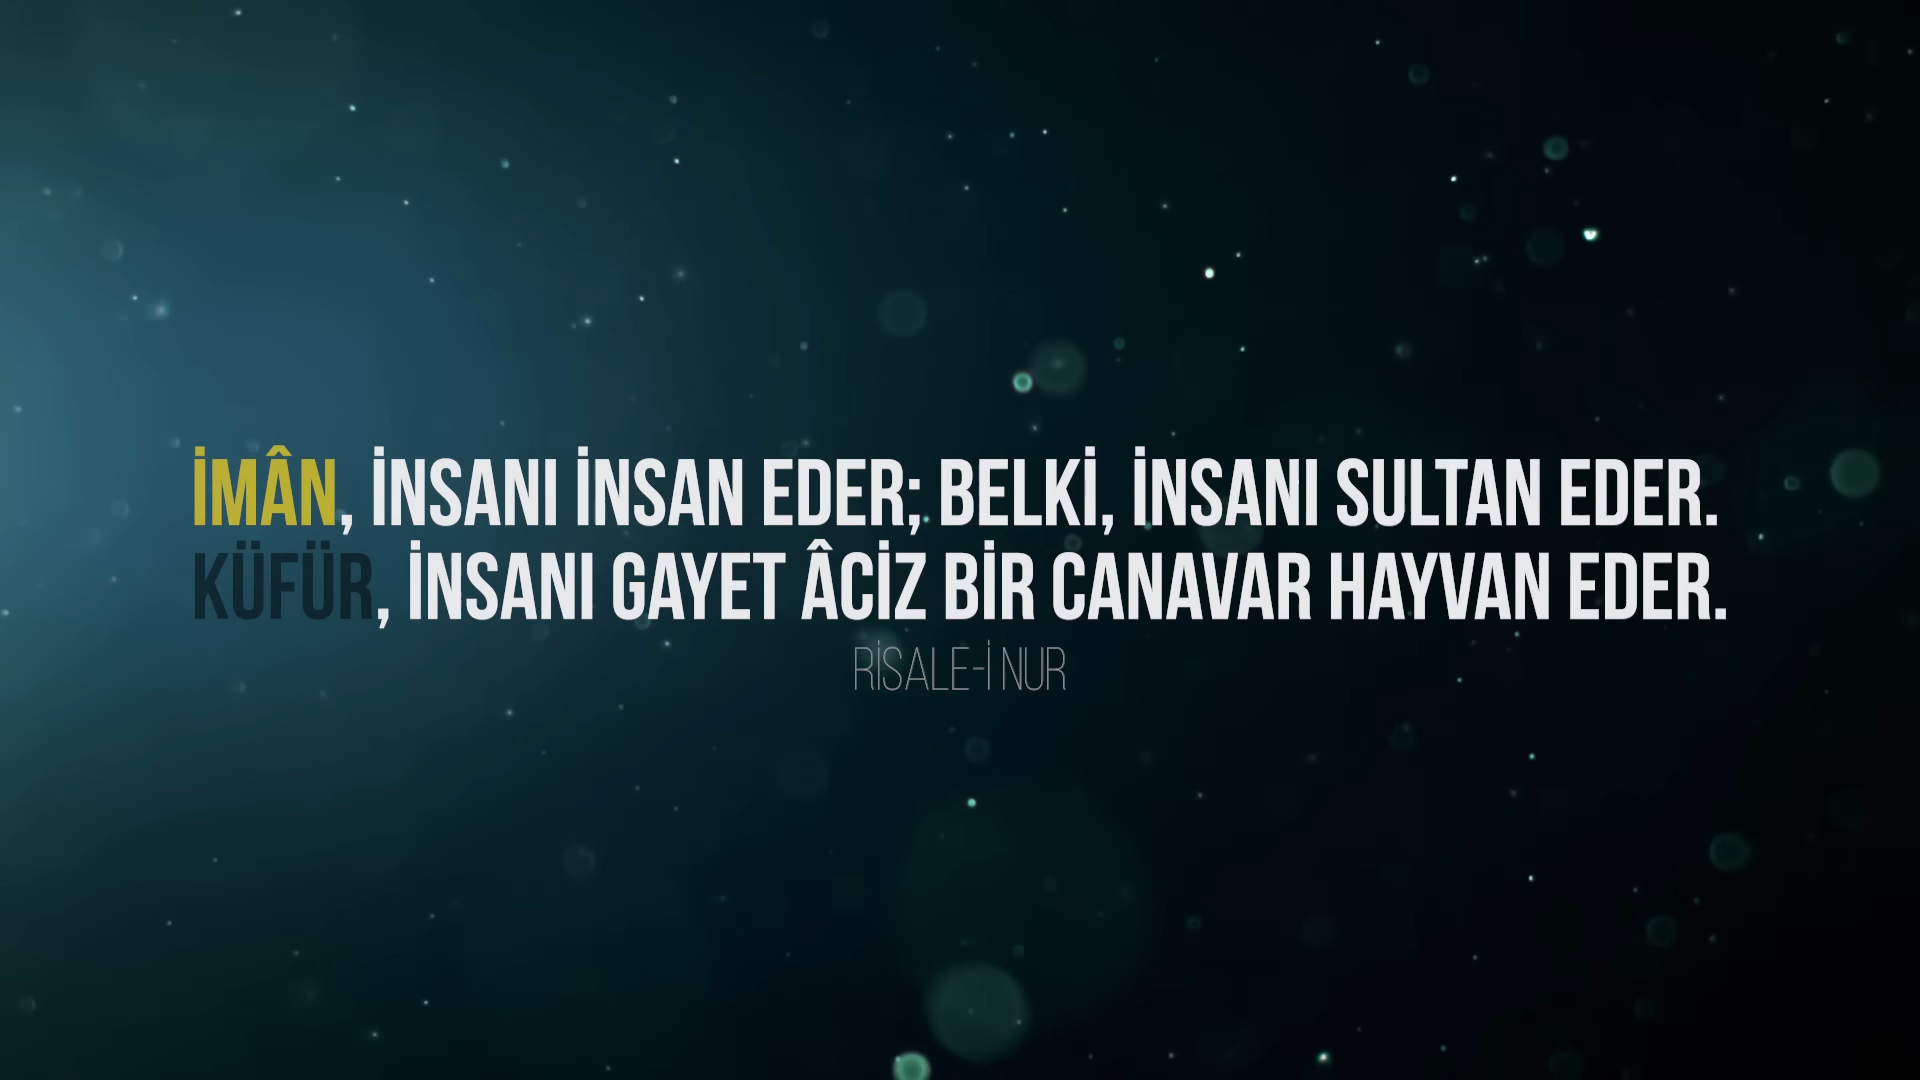 İMÂN, İNSANI İNSAN EDER; BELKİ, İNSANI SULTAN EDER.
KÜFÜR, İNSANI GAYET ÂCİZ BİR CANAVAR HAYVAN EDER.
RİSALE-İ NUR